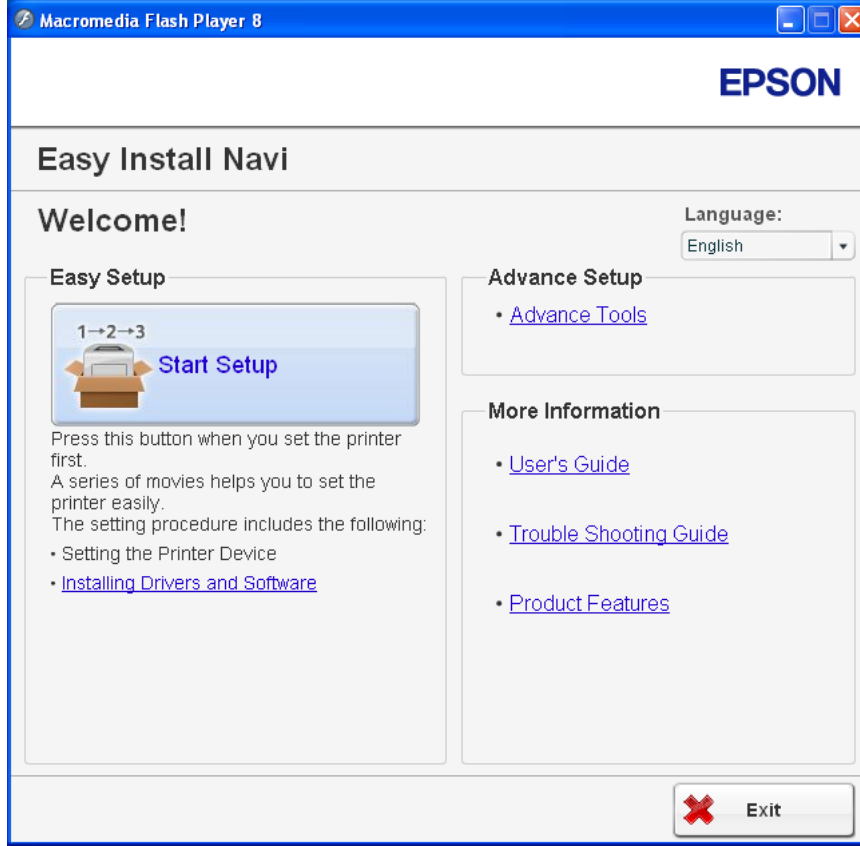 Macromedia Flash Player 8
EPSON
Easy Install Navi
Welcome!
Language:
English
Easy Setup
1→2→3
Start Setup
Press this button when you set the printer
first.
A series of movies helps you to set the
printer easily.
The setting procedure includes the following:
• Setting the Printer Device
• Installing Drivers and Software
Advance Setup
• Advance Tools
More Information
• User's Guide
• Trouble Shooting Guide
• Product Features
Exit